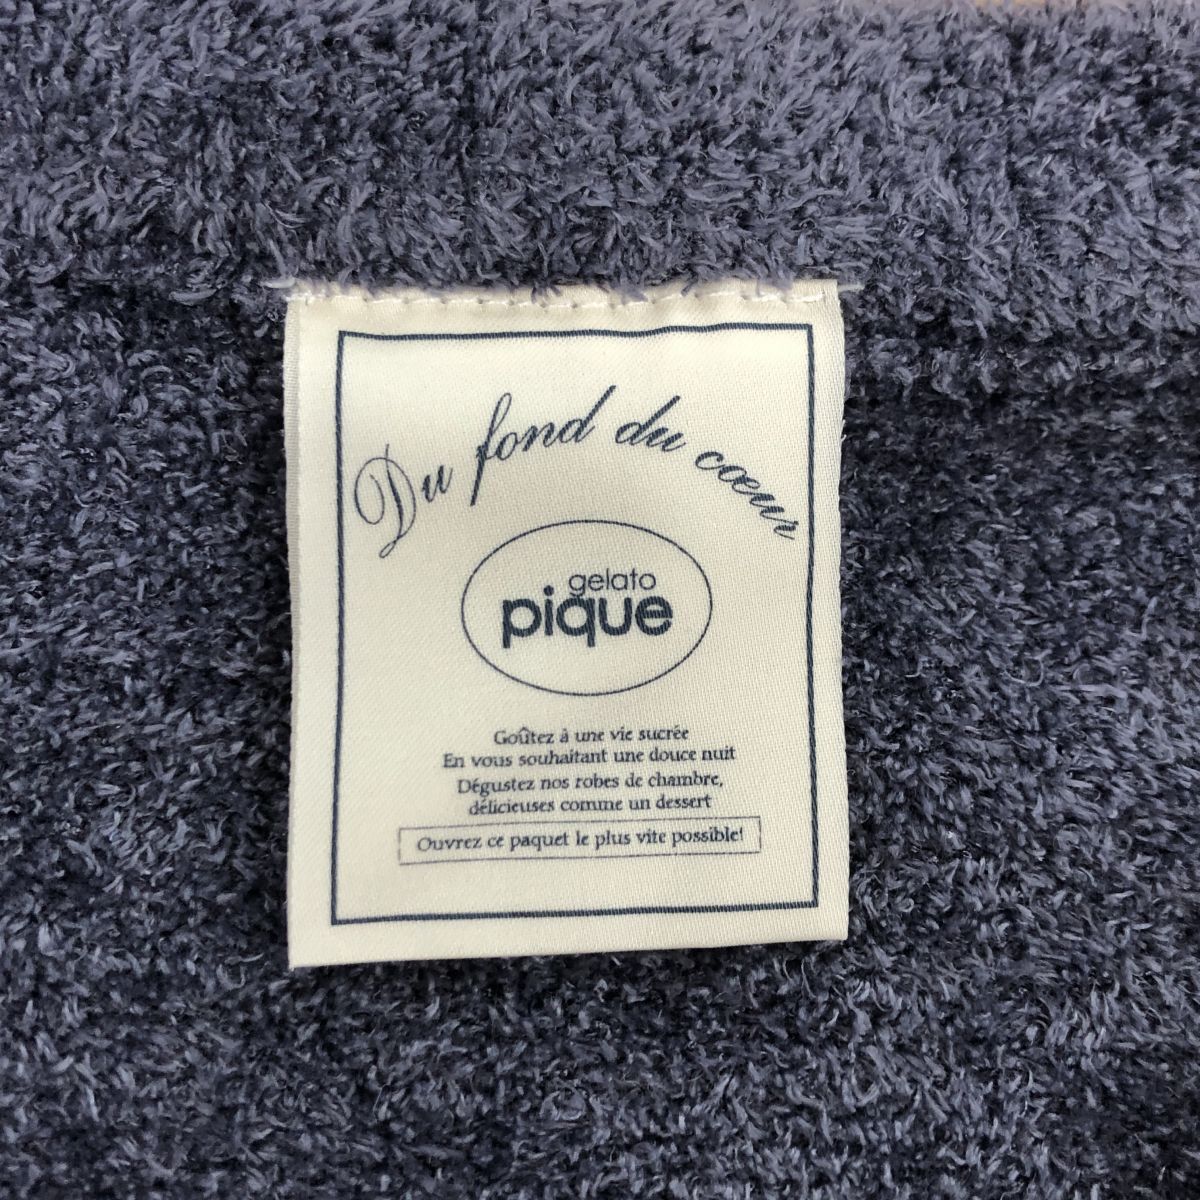 Du fond du cœur
gelato
pique
Goûtez à une vie sucrée
En vous souhaitant une douce nuit
Dégustez nos robes de chambre,
délicieuses comme un dessert
Ouvrez ce paquet le plus vite possible!